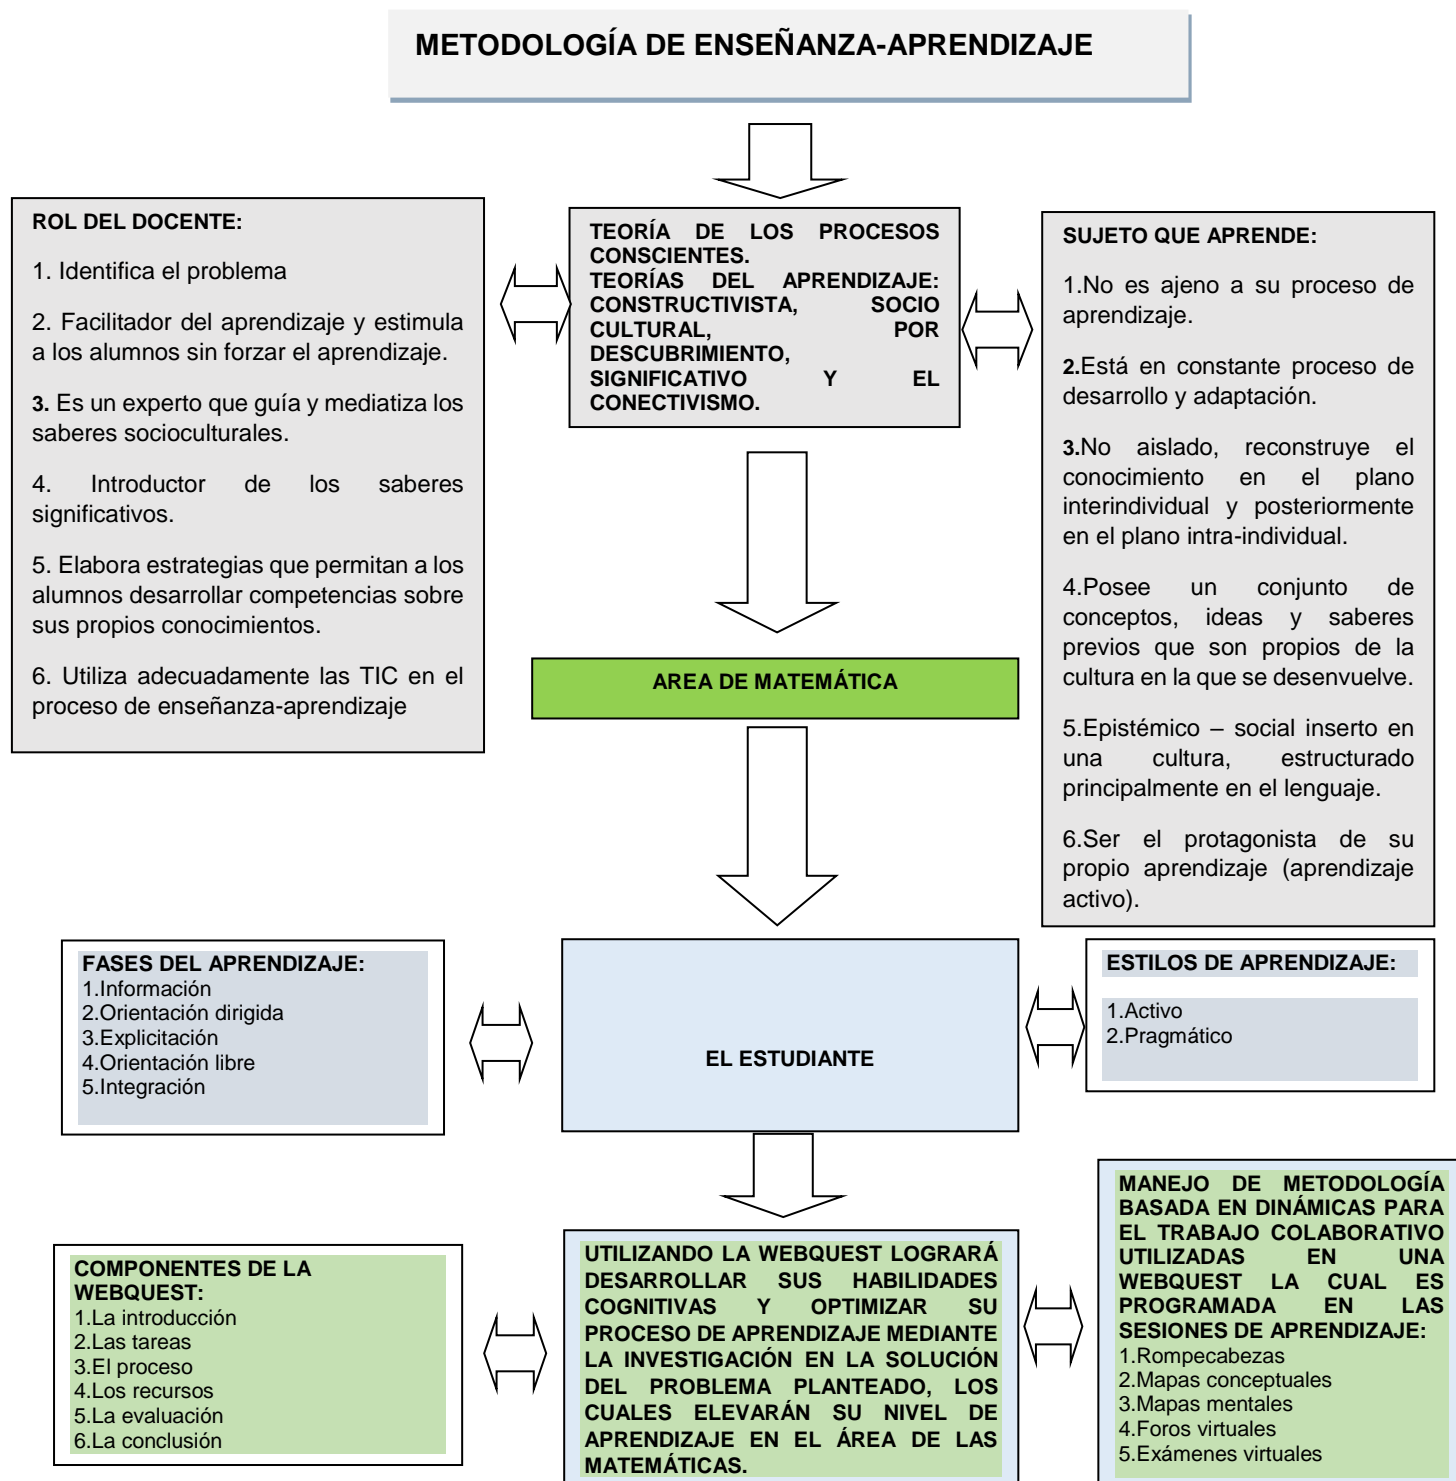 METODOLOGÍA DE ENSEÑANZA-APRENDIZAJE
ROL DEL DOCENTE:
1. Identifica el problema
2. Facilitador del aprendizaje y estimula
a los alumnos sin forzar el aprendizaje.
3. Es un experto que guía y mediatiza los
saberes socioculturales.
4. Introductor de los saberes
significativos.
5. Elabora estrategias que permitan a los
alumnos desarrollar competencias sobre
sus propios conocimientos.
6. Utiliza adecuadamente las TIC en el
proceso de enseñanza-aprendizaje
TEORÍA DE LOS PROCESOS
CONSCIENTES.
TEORÍAS DEL APRENDIZAJE:
CONSTRUCTIVISTA, SOCIO
CULTURAL, POR
DESCUBRIMIENTO,
SIGNIFICATIVO Y EL
CONECTIVISMO.
SUJETO QUE APRENDE:
1.No es ajeno a su proceso de
aprendizaje.
2.Está en constante proceso de
desarrollo y adaptación.
3.No aislado, reconstruye el
conocimiento en el plano
interindividual y posteriormente
en el plano intra-individual.
4.Posee un conjunto de
conceptos, ideas y saberes
previos que son propios de la
cultura en la que se desenvuelve.
5.Epistémico – social inserto en
una cultura, estructurado
principalmente en el lenguaje.
6.Ser el protagonista de su
propio aprendizaje (aprendizaje
activo).
AREA DE MATEMÁTICA
FASES DEL APRENDIZAJE:
1.Información
2.Orientación dirigida
3.Explicitación
4.Orientación libre
5.Integración
EL ESTUDIANTE
ESTILOS DE APRENDIZAJE:
1.Activo
2.Pragmático
COMPONENTES DE LA
WEBQUEST:
1.La introducción
2.Las tareas
3.El proceso
4.Los recursos
5.La evaluación
6.La conclusión
UTILIZANDO LA WEBQUEST LOGRARÁ
DESARROLLAR SUS HABILIDADES
COGNITIVAS Y OPTIMIZAR SU
PROCESO DE APRENDIZAJE MEDIANTE
LA INVESTIGACIÓN EN LA SOLUCIÓN
DEL PROBLEMA PLANTEADO, LOS
CUALES ELEVARÁN SU NIVEL DE
APRENDIZAJE EN EL ÁREA DE LAS
MATEMÁTICAS.
MANEJO DE METODOLOGÍA
BASADA EN DINÁMICAS PARA
EL TRABAJO COLABORATIVO
UTILIZADAS EN UNA
WEBQUEST LA CUAL ES
PROGRAMADA EN LAS
SESIONES DE APRENDIZAJE:
1.Rompecabezas
2.Mapas conceptuales
3.Mapas mentales
4.Foros virtuales
5.Exámenes virtuales